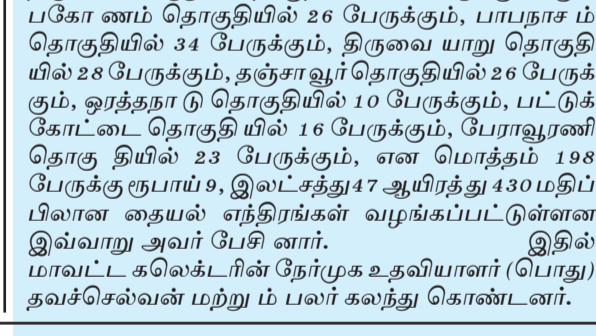 பகோ ணம் தொகுதியில் 26 பேருக்கும், பாபநாச ம்
தொகுதியில் 34 பேருக்கும், திருவை யாறு தொகுதி
யில் 28 பேருக்கும், தஞ்சா வூர் தொகுதியில் 26 பேருக்
கும், ஒரத்தநா டு தொகுதியில் 10 பேருக்கும், பட்டுக்
கோட்டை தொகுதி யில் 16 பேருக்கும், பேராவூரணி
தொகு தியில் 23 பேருக்கும், என மொத்தம் 198
பேருக்கு ரூபாய் 9, இலட்சத்து 47 ஆயிரத்து 430 மதிப்
பிலான தையல் எந்திரங்கள் வழங்கப்பட்டுள்ளன
இவ்வாறு அவர் பேசி னார். இதில்
மாவட்ட கலெக்டரின் நேர்முக உதவியாளர் (பொது)
தவச்செல்வன் மற்று ம் பலர் கலந்து கொண்டனர்.